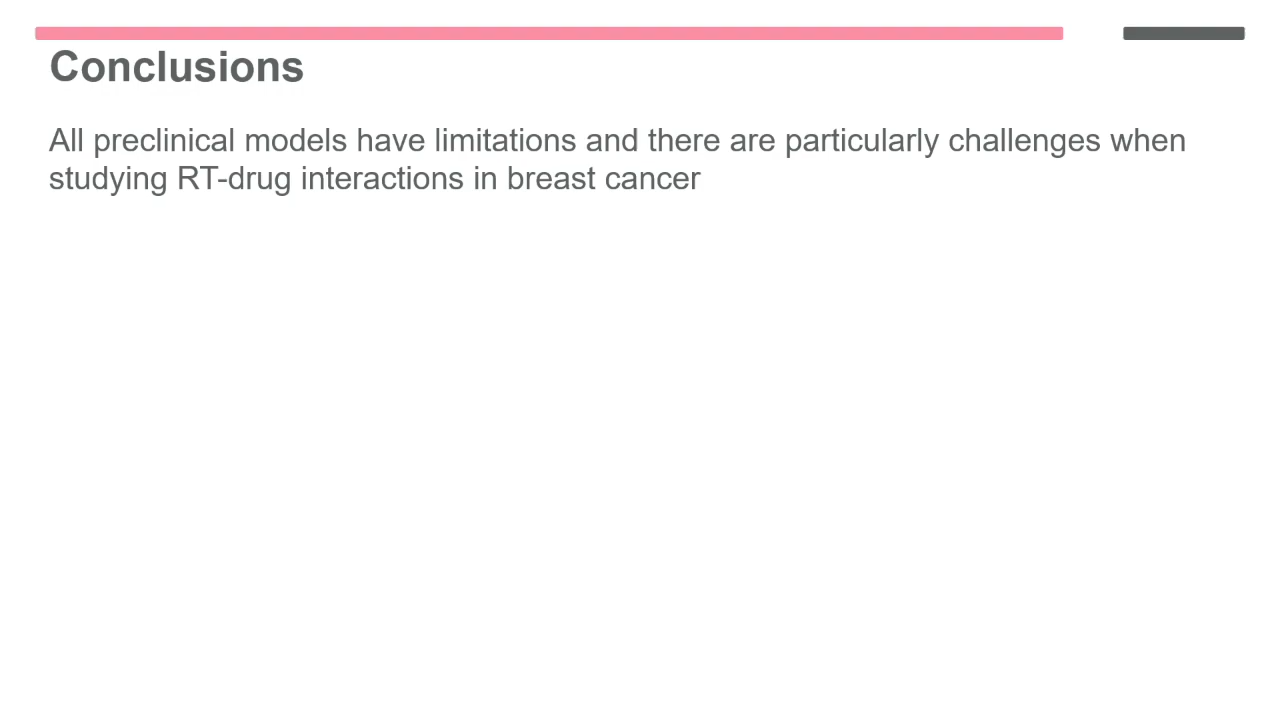 Conclusions
All preclinical models have limitations and there are particularly challenges when
studying RT-drug interactions in breast cancer